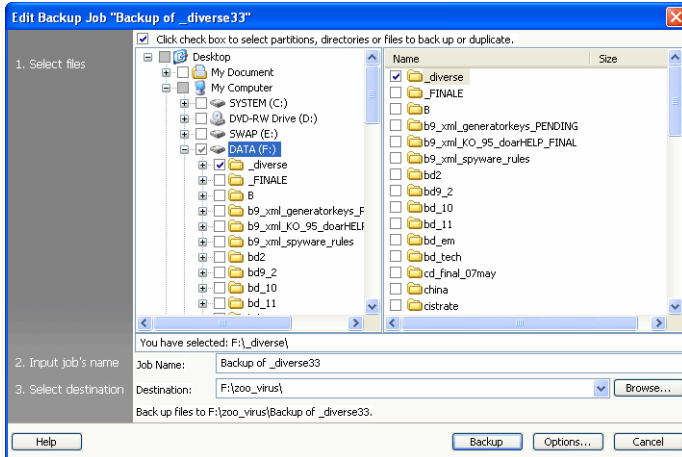 Edit Backup Job "Backup of _diverse33"
Click check box to select partitions, directories or files to back up or duplicate.
1. Select files
Desktop
My Document
My Computer
SYSTEM (C:)
DVD-RW Drive (D:)
SWAP (E:)
DATA (F:)
_diverse
_FINALE
B
b9_xml_generatorkeys_F
b9_xml_KO_95_doarHELF
b9_xml_spyware_rules
bd2
bd9_2
bd_10
bd_11
Name Size
_diverse
_FINALE
B
b9_xml_generatorkeys_PENDING
b9_xml_KO_95_doarHELP_FINAL
b9_xml_spyware_rules
bd2
bd9_2
bd_10
bd_11
bd_em
bd_tech
cd_final_07may
china
cistrate
You have selected: F:\_diverse\
2. Input job's name
Job Name: Backup of _diverse33
3. Select destination
Destination: F:\zoo_virus\ Browse...
Back up files to F:\zoo_virus\Backup of _diverse33.
Help Backup Options... Cancel